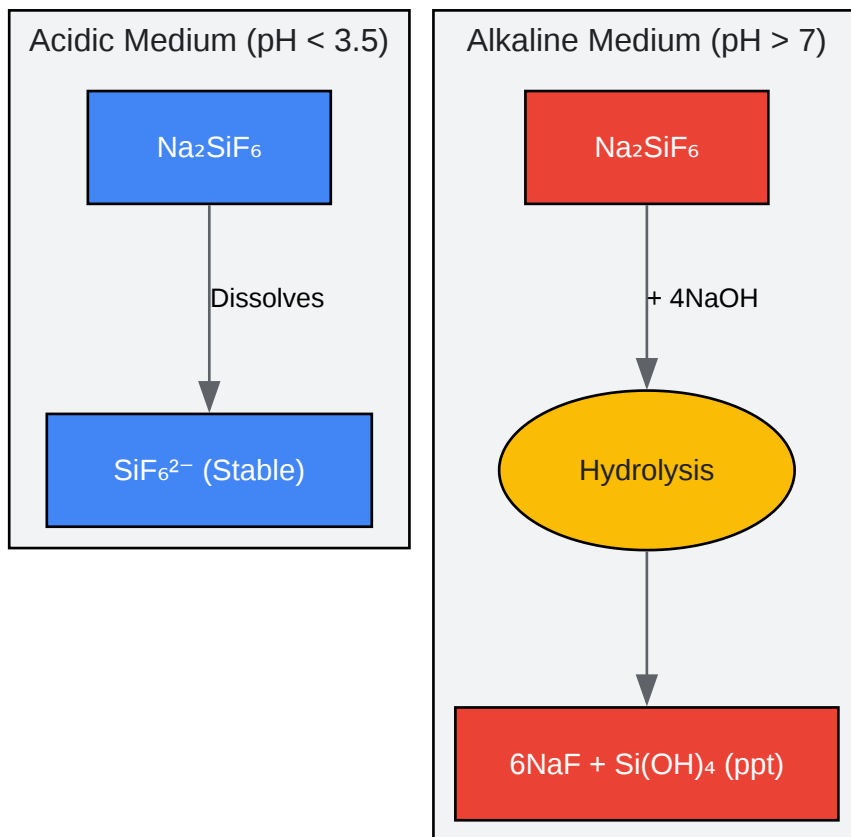 Acidic Medium (pH < 3.5)
Na₂SiF₆
Dissolves
SiF₆²⁻ (Stable)
Alkaline Medium (pH > 7)
Na₂SiF₆
+ 4NaOH
Hydrolysis
6NaF + Si(OH)₄ (ppt)